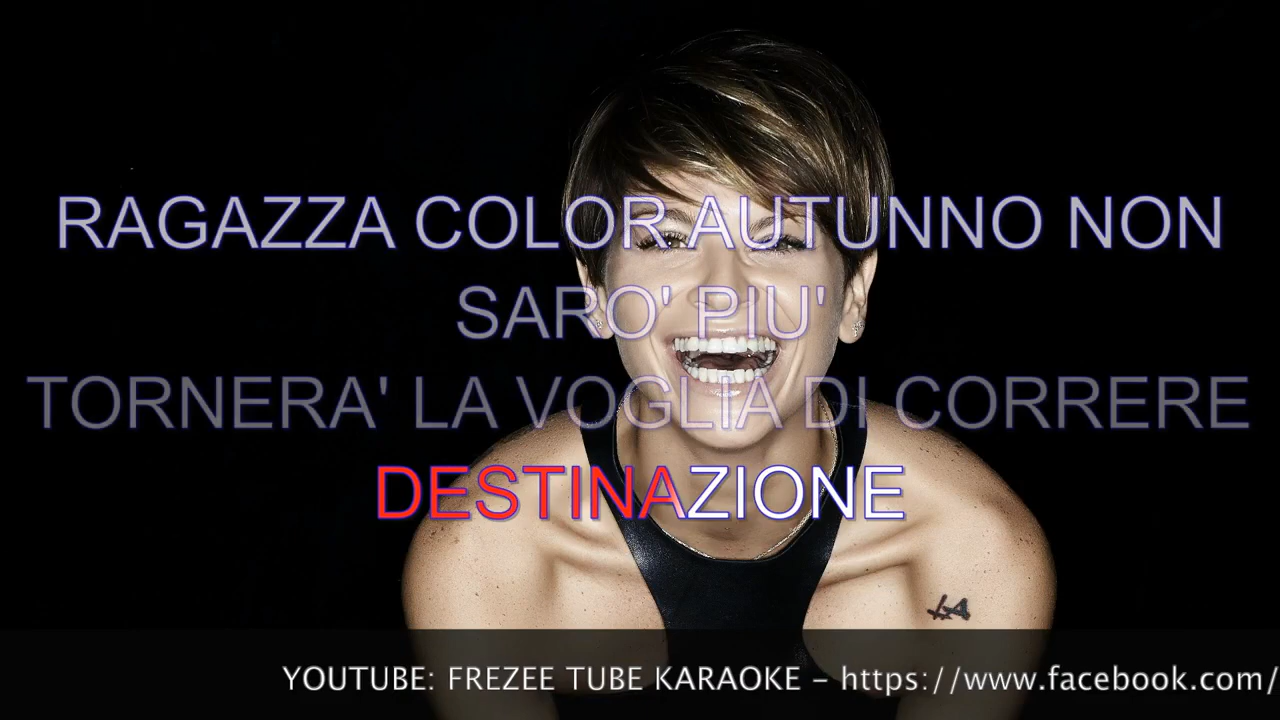 RAGAZZA COLOR AUTUNNO NON
SARO' PIU'
TORNERA' LA VOGLIA DI CORRERE
DESTINAZIONE
YOUTUBE: FREZEE TUBE KARAOKE - https://www.facebook.com/